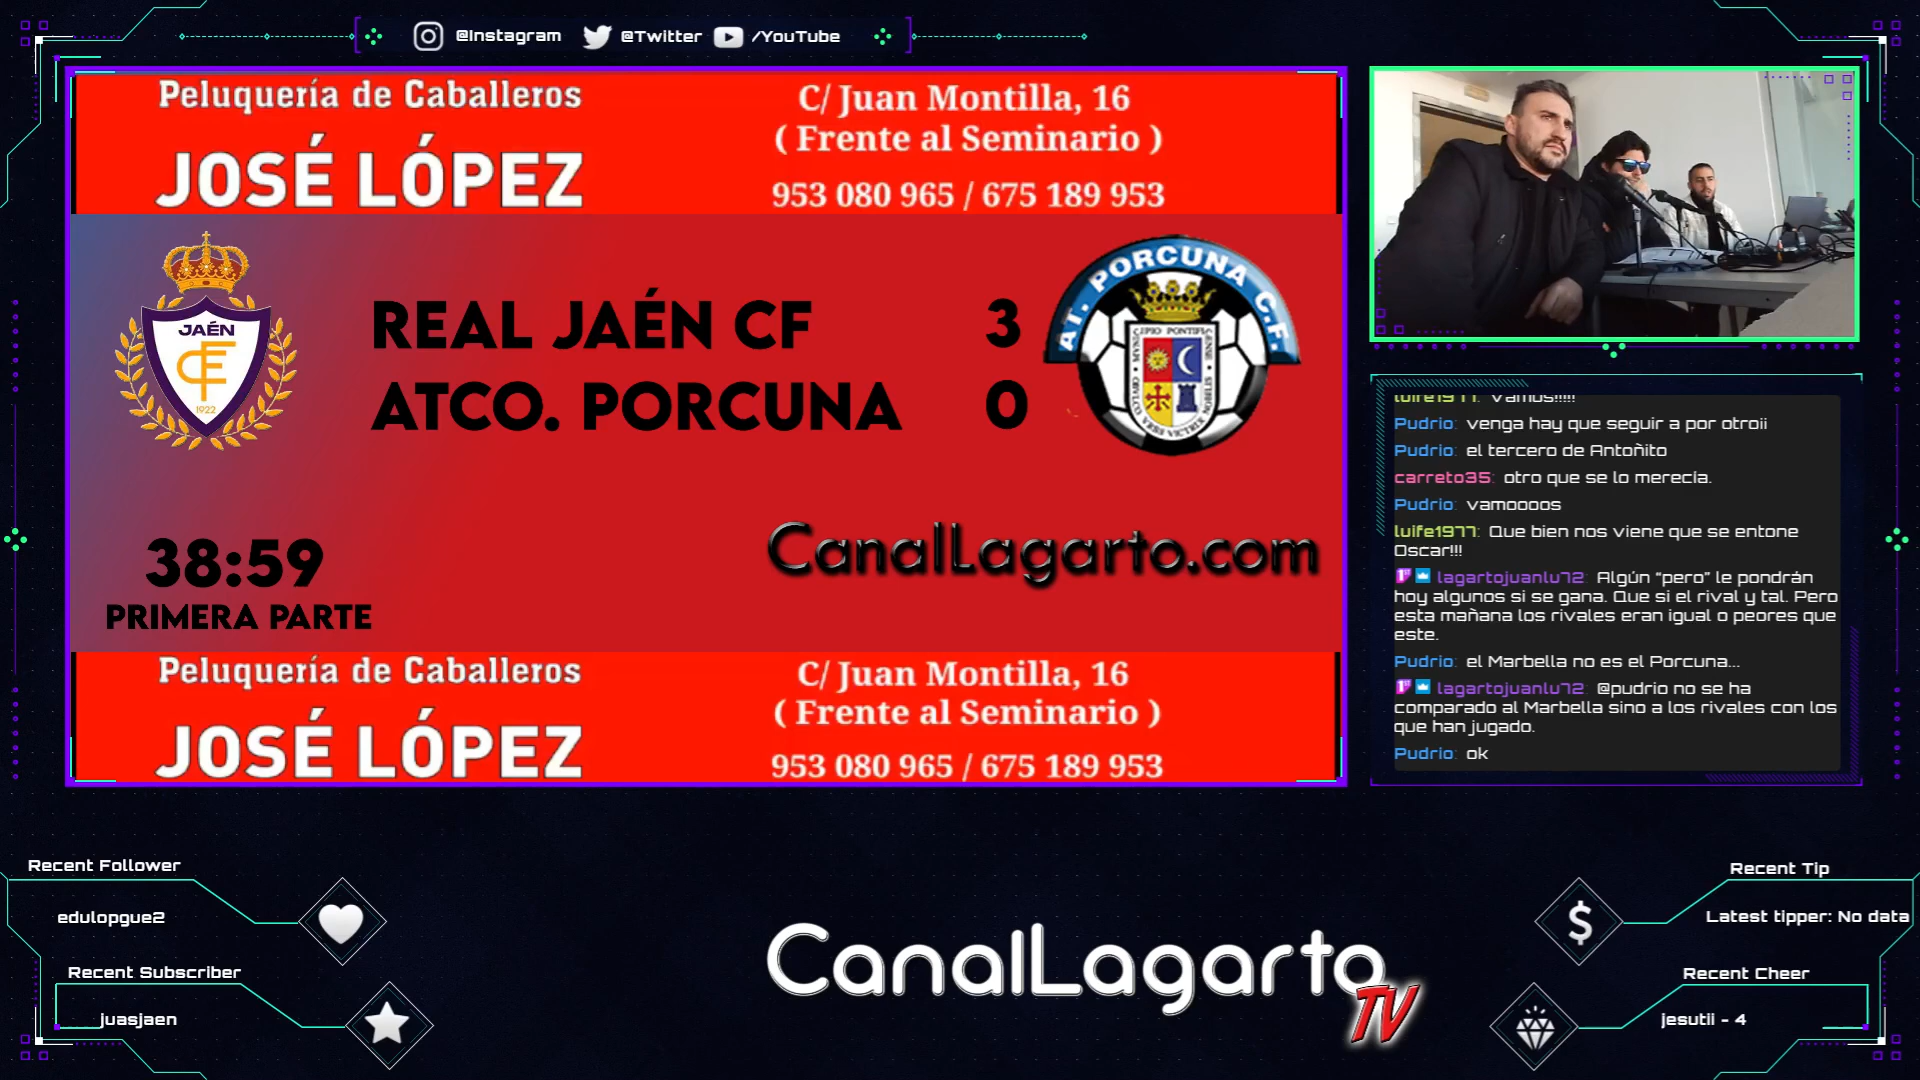 @Instagram @Twitter /YouTube
Peluquería de Caballeros
JOSÉ LÓPEZ
C/ Juan Montilla, 16
( Frente al Seminario )
953 080 965 / 675 189 953
JAÉN
CF
1922
REAL JAÉN CF 3
ATCO. PORCUNA 0
AT. PORCUNA C.F.
38:59
PRIMERA PARTE
CanalLagarto.com
Peluquería de Caballeros
JOSÉ LÓPEZ
C/ Juan Montilla, 16
( Frente al Seminario )
953 080 965 / 675 189 953
luife1977: Vamos!!!!!
Pudrio: venga hay que seguir a por otroii
Pudrio: el tercero de Antoñito
carreto35: otro que se lo merecía.
Pudrio: vamoooos
luife1977: Que bien nos viene que se entone
Oscar!!!
lagartojuanlu72: Algún “pero” le pondrán
hoy algunos si se gana. Que si el rival y tal. Pero
esta mañana los rivales eran igual o peores que
este.
Pudrio: el Marbella no es el Porcuna...
lagartojuanlu72: @pudrio no se ha
comparado al Marbella sino a los rivales con los
que han jugado.
Pudrio: ok
Recent Follower
edulopgue2
Recent Subscriber
juasjaen
CanalLagarto
TV
Recent Tip
Latest tipper: No data
Recent Cheer
jesutii - 4